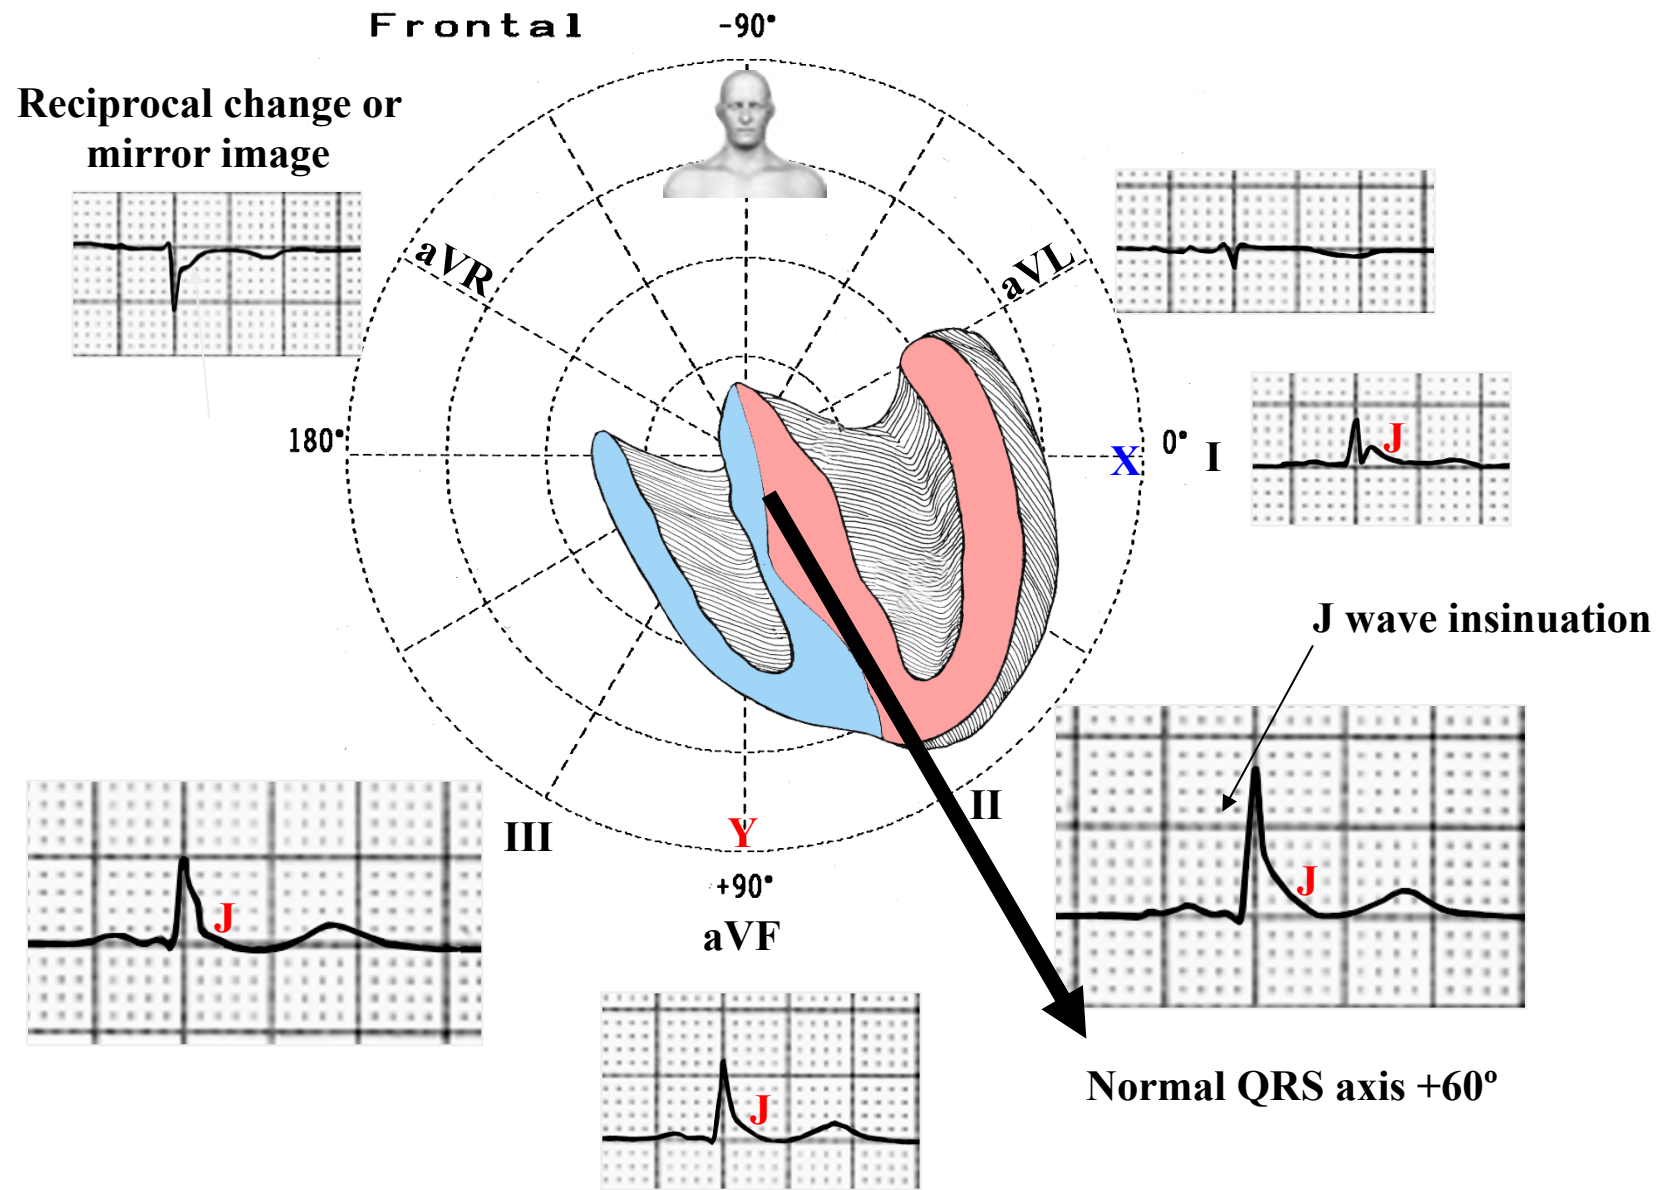 Frontal
-90°
Reciprocal change or
mirror image
aVR
aVL
180°
X
0°
I
J
J wave insinuation
II
III
Y
J
J
+90°
aVF
J
Normal QRS axis +60º